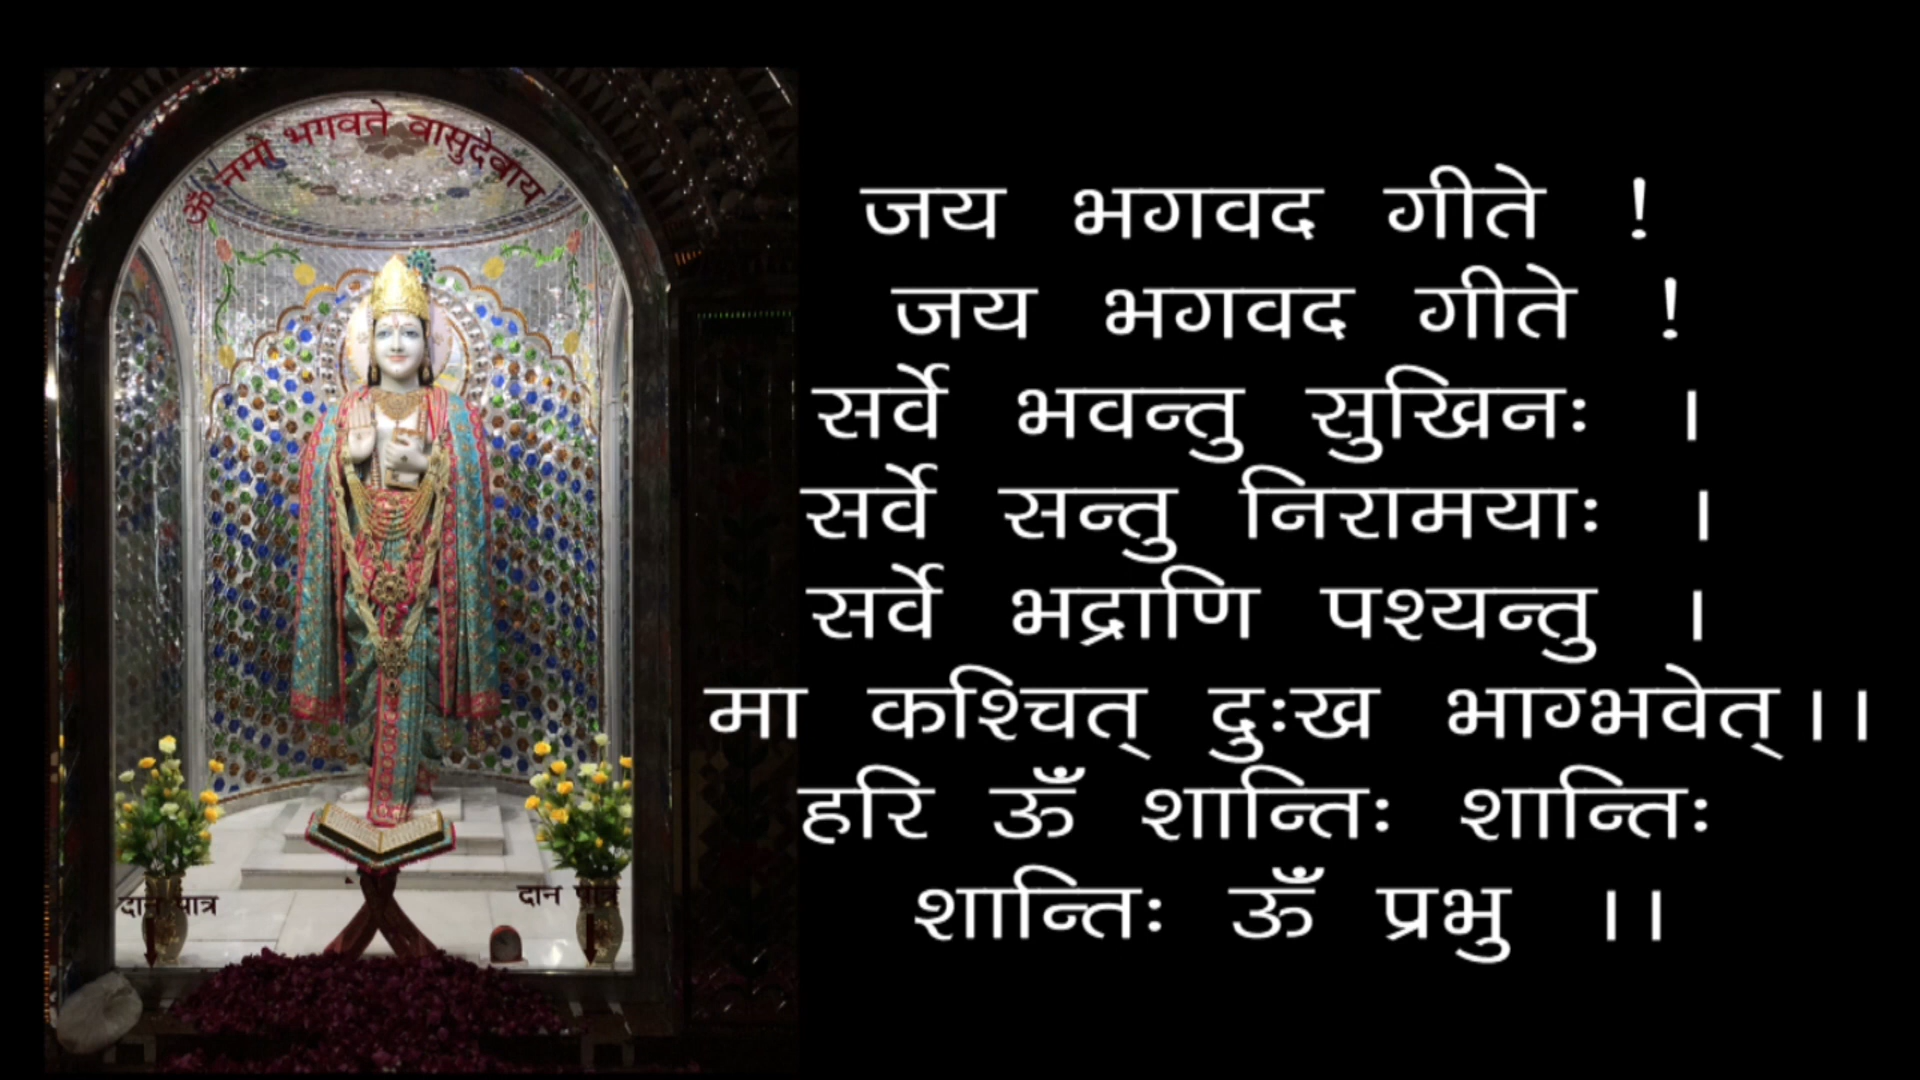 ॐ नमो भगवते वासुदेवाय
जय भगवद गीते !
जय भगवद गीते !
सर्वे भवन्तु सुखिनः ।
सर्वे सन्तु निरामयाः ।
सर्वे भद्राणि पश्यन्तु ।
मा कश्चित् दुःख भाग्भवेत् ।।
हरि ऊँ शान्तिः शान्तिः
शान्तिः ऊँ प्रभु ।।
दान पात्र
दान पात्र